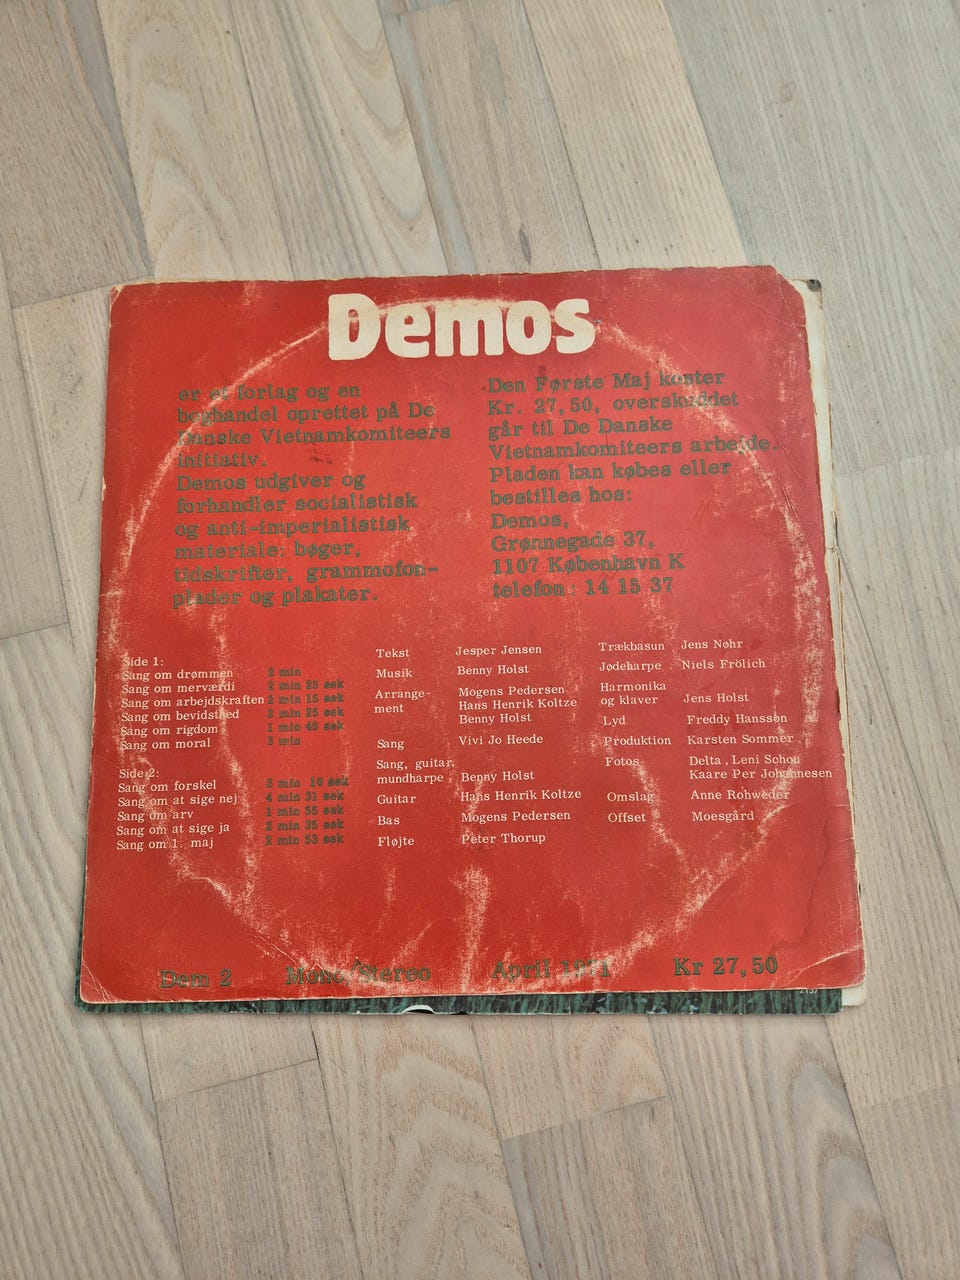 Demos
er et forlag og en
boghandel oprettet på De
Danske Vietnamkomiteers
initiativ.
Demos udgiver og
forhandler socialistisk
og anti-imperialistisk
materiale: bøger,
tidskrifter, grammofon-
plader og plakater.
Den Første Maj koster
Kr. 27,50, overskuddet
går til De Danske
Vietnamkomiteers arbejde.
Pladen kan købes eller
bestilles hos:
Demos,
Grønnegade 37,
1107 København K
telefon: 14 15 37
Side 1:
Sang om drømmen 2 min
Sang om merværdi 2 min 25 sek
Sang om arbejdskraften 2 min 15 sek
Sang om bevidsthed 2 min 25 sek
Sang om rigdom 1 min 45 sek
Sang om moral 3 min
Side 2:
Sang om forskel 3 min 10 sek
Sang om at sige nej 4 min 31 sek
Sang om arv 1 min 55 sek
Sang om at sige ja 2 min 35 sek
Sang om 1. maj 2 min 53 sek
Tekst Jesper Jensen
Musik Benny Holst
Arrange- Mogens Pedersen
ment Hans Henrik Koltze
Benny Holst
Sang Vivi Jo Heede
Sang, guitar,
mundharpe Benny Holst
Guitar Hans Henrik Koltze
Bas Mogens Pedersen
Fløjte Peter Thorup
Trækbasun Jens Nøhr
Jødeharpe Niels Frölich
Harmonika
og klaver Jens Holst
Lyd Freddy Hansson
Produktion Karsten Sommer
Fotos Delta, Leni Schou
Kaare Per Johannesen
Omslag Anne Rohweder
Offset Moesgård
Dem 2 Mono/Stereo April 1971 Kr 27,50